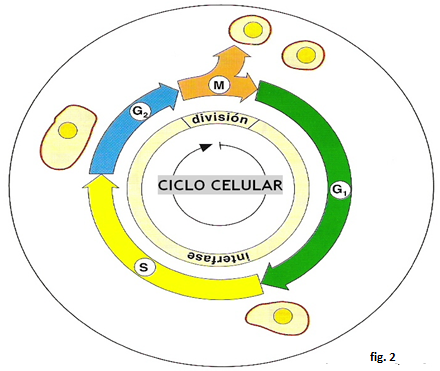 M
G2
división
CICLO CELULAR
G1
interfase
S
fig. 2